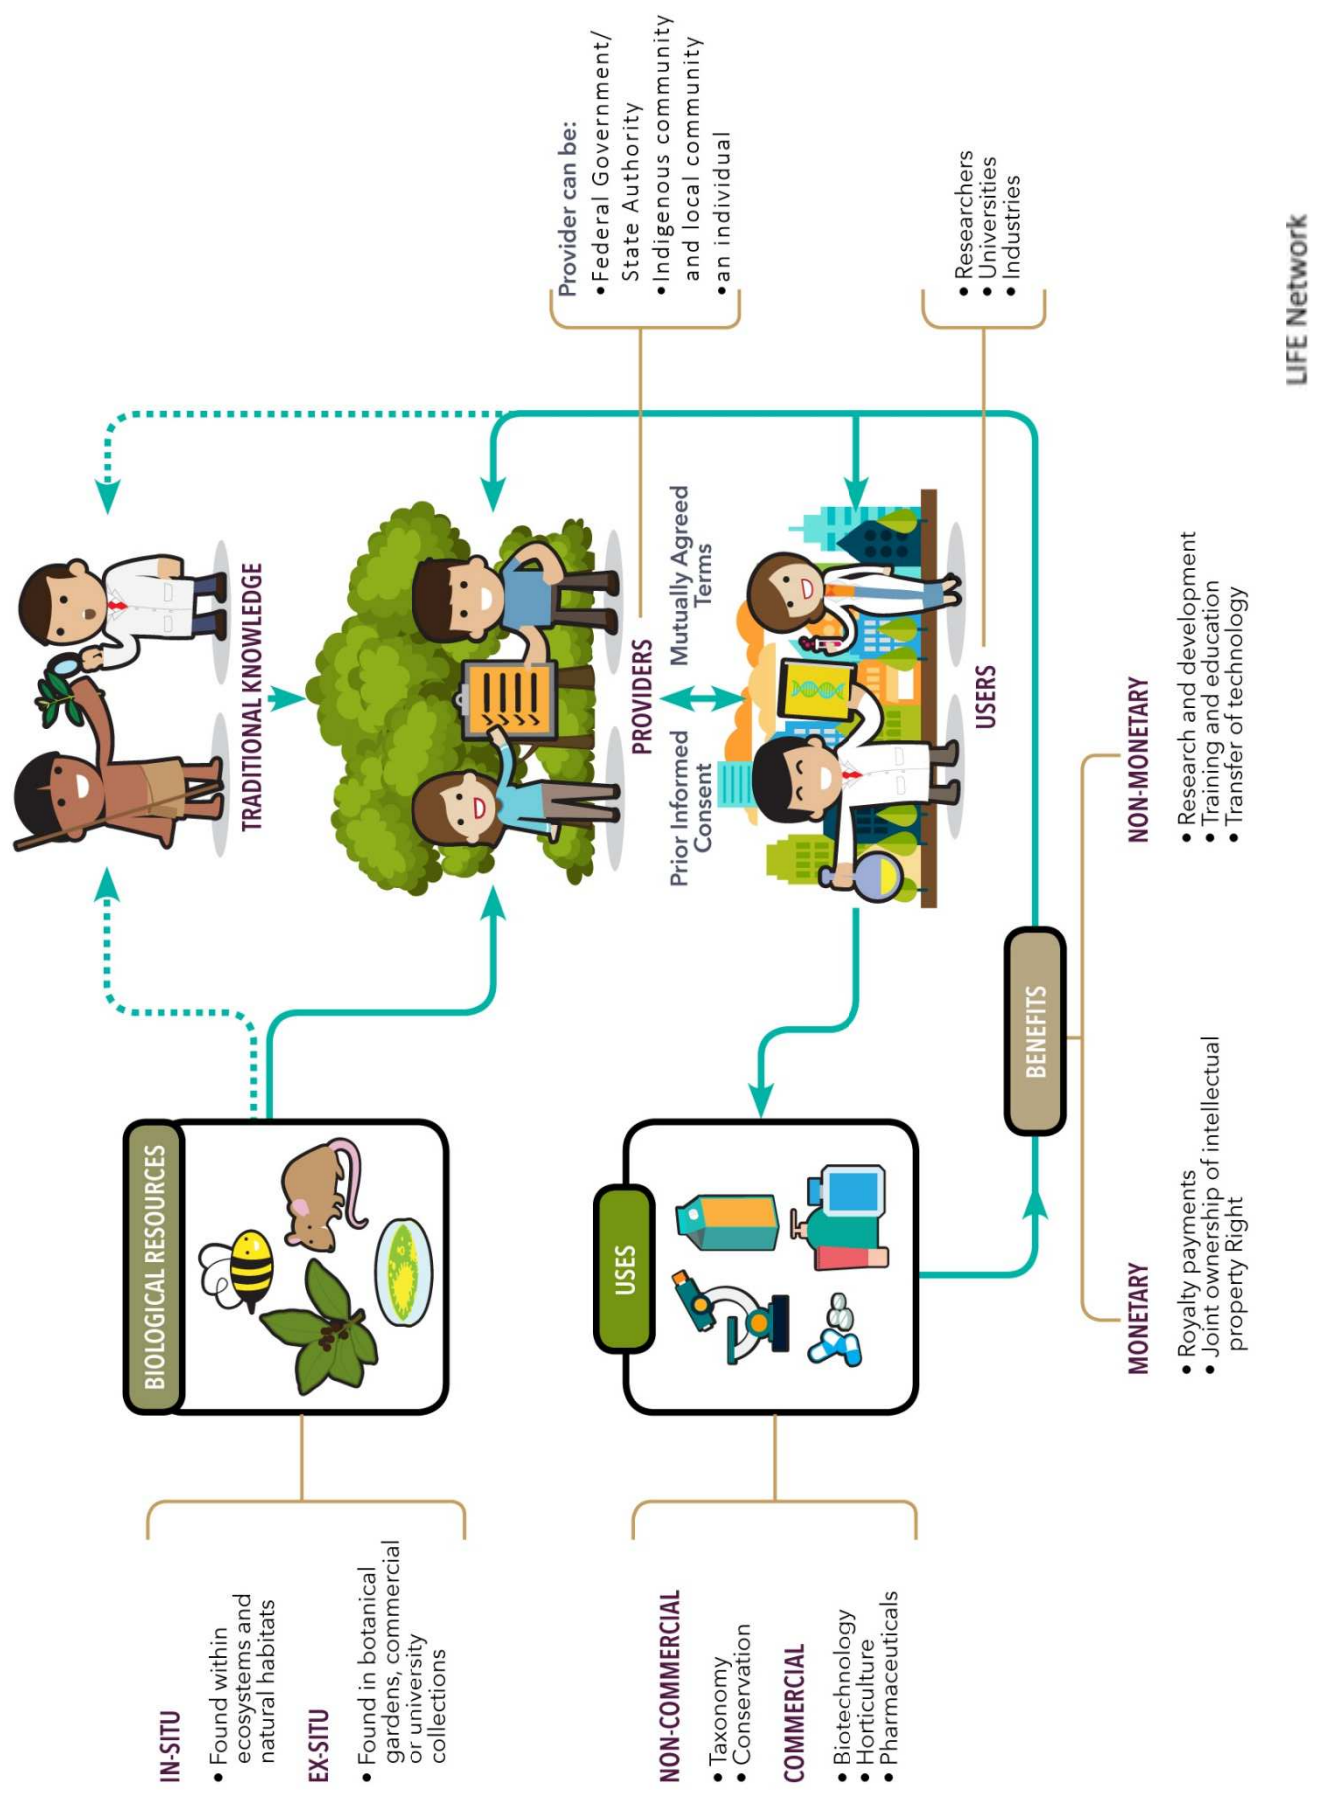 IN-SITU
• Found within
ecosystems and
natural habitats
EX-SITU
• Found in botanical
gardens, commercial
or university
collections
BIOLOGICAL RESOURCES
TRADITIONAL KNOWLEDGE
PROVIDERS
Provider can be:
• Federal Government/
State Authority
• Indigenous community
and local community
• an individual
Prior Informed
Consent
Mutually Agreed
Terms
USERS
• Researchers
• Universities
• Industries
USES
NON-COMMERCIAL
• Taxonomy
• Conservation
COMMERCIAL
• Biotechnology
• Horticulture
• Pharmaceuticals
BENEFITS
MONETARY
• Royalty payments
• Joint ownership of intellectual
property Right
NON-MONETARY
• Research and development
• Training and education
• Transfer of technology
LIFE Network